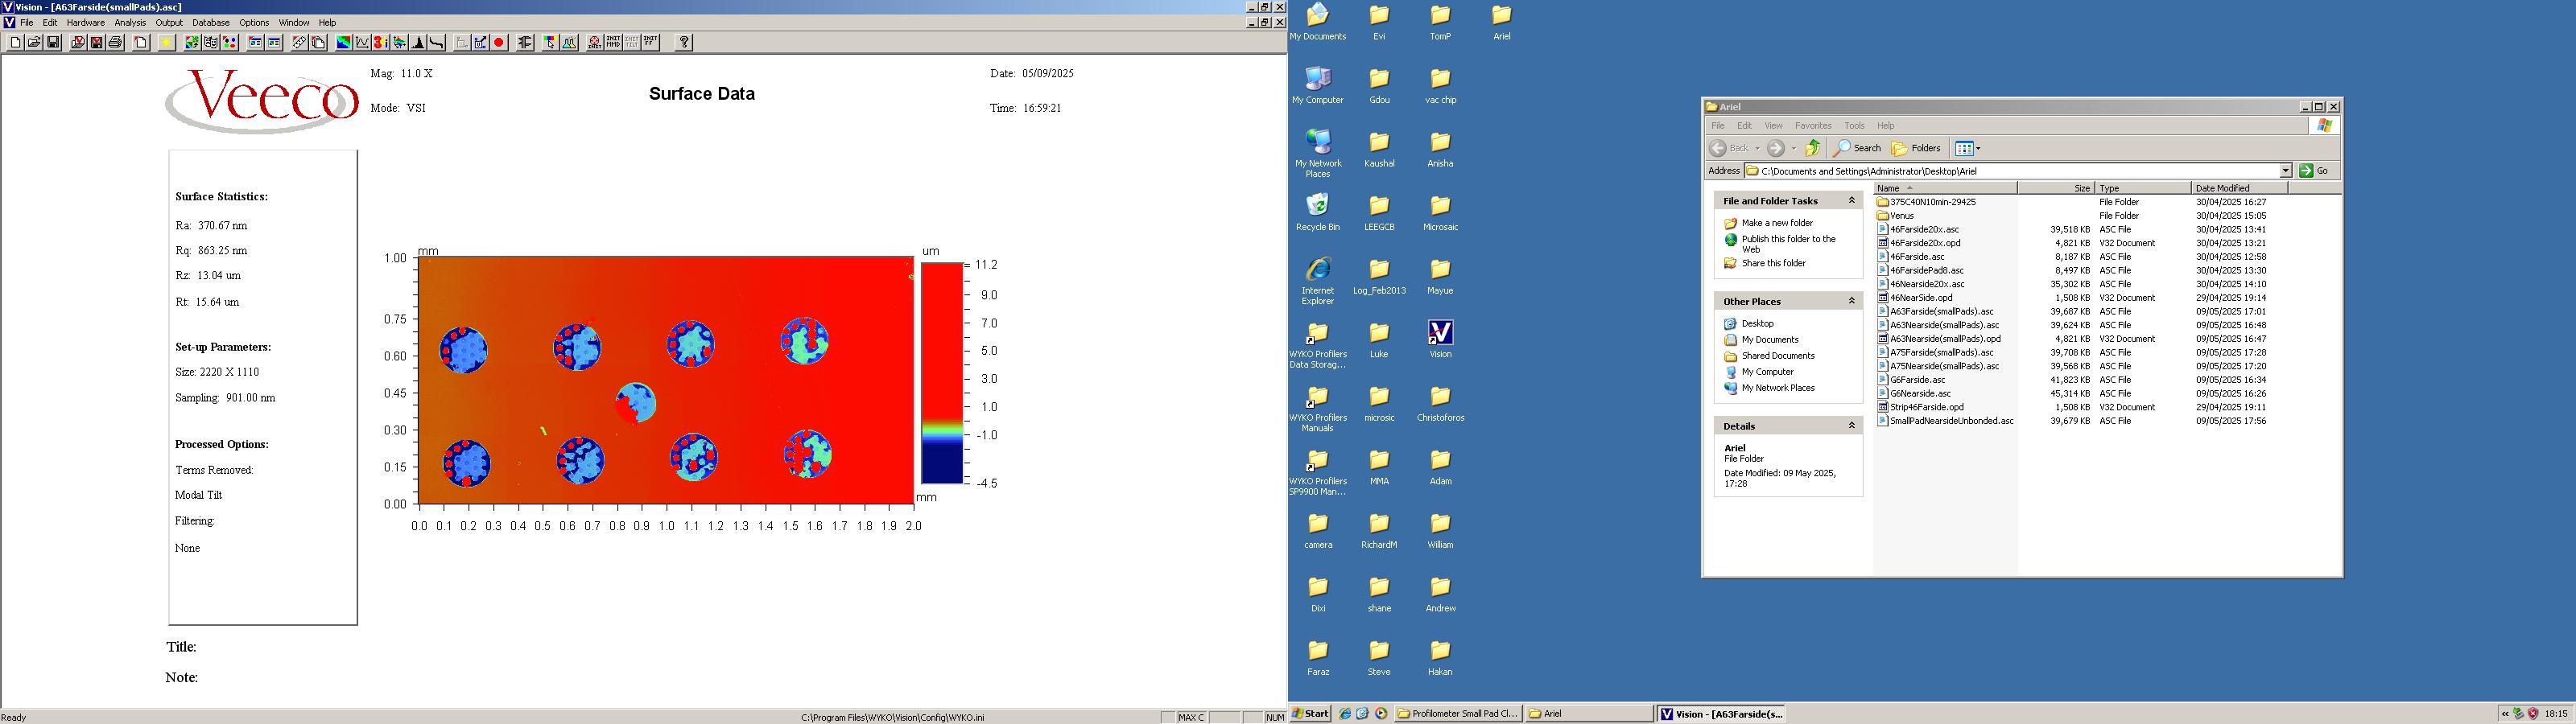 Vision - [A63Farside(smallPads).asc]
File Edit Hardware Analysis Output Database Options Window Help
INIT INIT MMD INIT TILT INIT FF ?
Veeco
Mag: 11.0 X
Mode: VSI
Surface Data
Date: 05/09/2025
Time: 16:59:21
Surface Statistics:
Ra: 370.67 nm
Rq: 863.25 nm
Rz: 13.04 um
Rt: 15.64 um
Set-up Parameters:
Size: 2220 X 1110
Sampling: 901.00 nm
Processed Options:
Terms Removed:
Modal Tilt
Filtering:
None
Title:
Note:
mm
1.00
0.75
0.60
0.45
0.30
0.15
0.00
0.0 0.1 0.2 0.3 0.4 0.5 0.6 0.7 0.8 0.9 1.0 1.1 1.2 1.3 1.4 1.5 1.6 1.7 1.8 1.9 2.0
mm
um
11.2
9.0
7.0
5.0
3.0
1.0
-1.0
-4.5
Ready
C:\Program Files\WYKO\Vision\Config\WYKO.ini
MAX C
NUM
My Documents Evi TomP Ariel
My Computer Gdou vac chip
My Network Places Kaushal Anisha
Recycle Bin LEEGCB Microsaic
Internet Explorer Log_Feb2013 Mayue
WYKO Profilers Data Storag... Luke Vision
WYKO Profilers Manuals microsic Christoforos
WYKO Profilers SP9900 Man... MMA Adam
camera RichardM William
Dixi shane Andrew
Faraz Steve Hakan
Ariel
File Edit View Favorites Tools Help
Back Search Folders
Address C:\Documents and Settings\Administrator\Desktop\Ariel Go
File and Folder Tasks
Make a new folder
Publish this folder to the Web
Share this folder
Other Places
Desktop
My Documents
Shared Documents
My Computer
My Network Places
Details
Ariel
File Folder
Date Modified: 09 May 2025, 17:28
Name Size Type Date Modified
375C40N10min-29425 File Folder 30/04/2025 16:27
Venus File Folder 30/04/2025 15:05
46Farside20x.asc 39,518 KB ASC File 30/04/2025 13:41
46Farside20x.opd 4,821 KB V32 Document 30/04/2025 13:21
46Farside.asc 8,187 KB ASC File 30/04/2025 12:58
46FarsidePad8.asc 8,497 KB ASC File 30/04/2025 13:30
46Nearside20x.asc 35,302 KB ASC File 30/04/2025 14:10
46NearSide.opd 1,508 KB V32 Document 29/04/2025 19:14
A63Farside(smallPads).asc 39,687 KB ASC File 09/05/2025 17:01
A63Nearside(smallPads).asc 39,624 KB ASC File 09/05/2025 16:48
A63Nearside(smallPads).opd 4,821 KB V32 Document 09/05/2025 16:47
A75Farside(smallPads).asc 39,708 KB ASC File 09/05/2025 17:28
A75Nearside(smallPads).asc 39,568 KB ASC File 09/05/2025 17:20
G6Farside.asc 41,823 KB ASC File 09/05/2025 16:34
G6Nearside.asc 45,314 KB ASC File 09/05/2025 16:26
Strip46Farside.opd 1,508 KB V32 Document 29/04/2025 19:11
SmallPadNearsideUnbonded.asc 39,679 KB ASC File 09/05/2025 17:56
Start
Profilometer Small Pad Cl...
Ariel
Vision - [A63Farside(s...
18:15